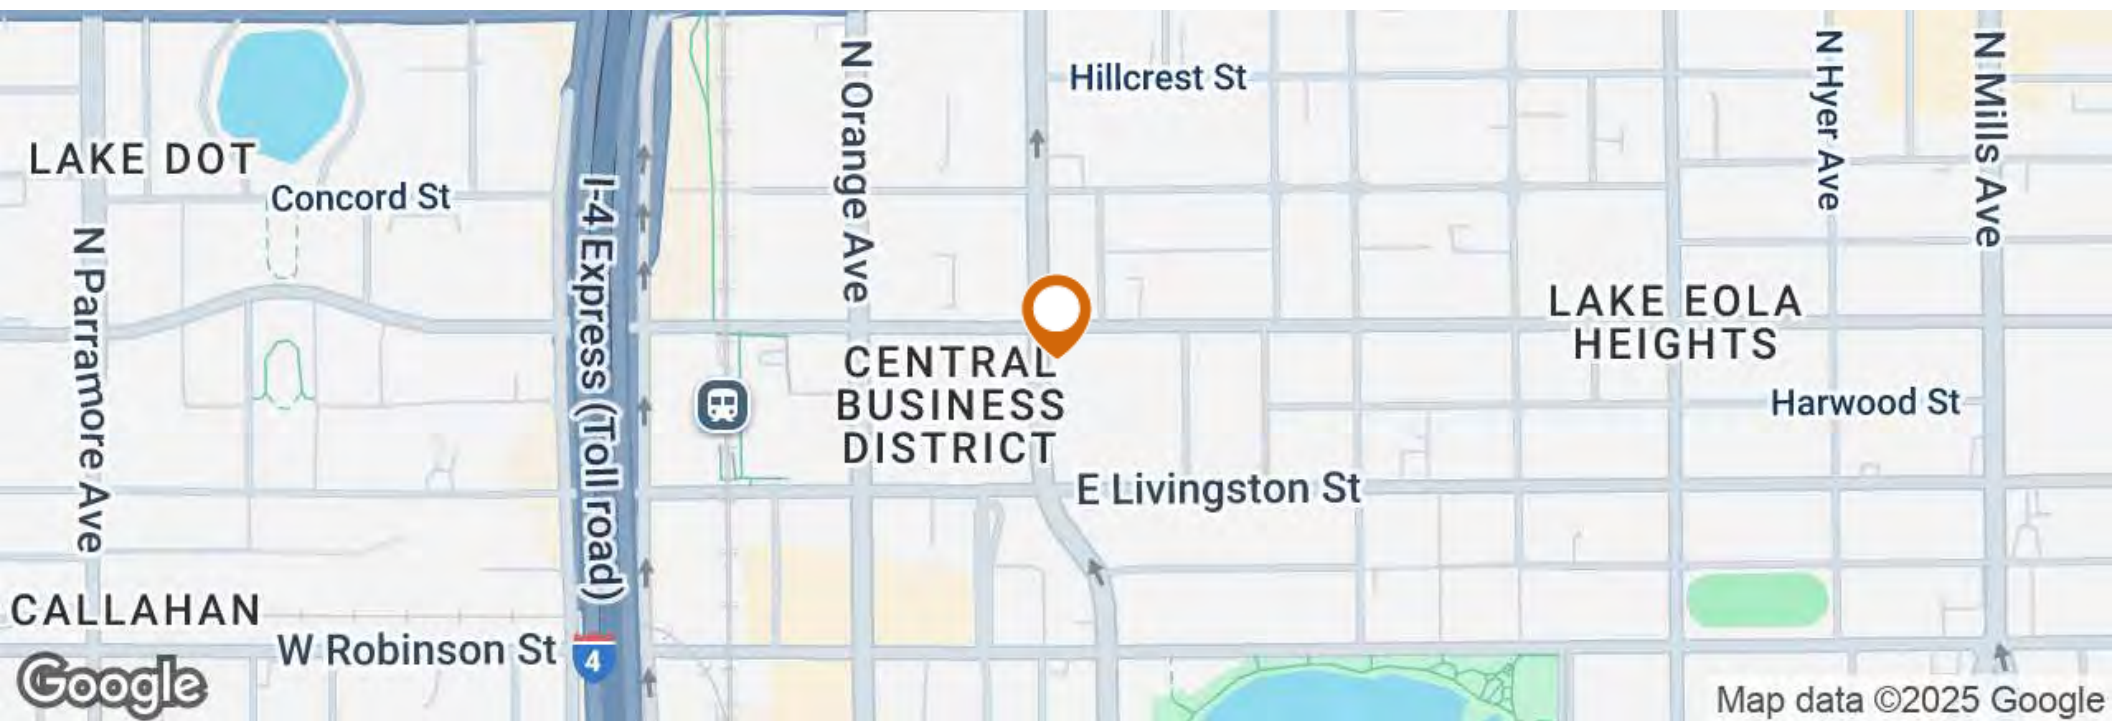 N Orange Ave
Hillcrest St
N Hyer Ave
N Mills Ave
LAKE DOT
Concord St
I-4 Express (Toll road)
N Parramore Ave
LAKE EOLA
HEIGHTS
CENTRAL
BUSINESS
DISTRICT
Harwood St
E Livingston St
CALLAHAN
W Robinson St
4
Google
Map data ©2025 Google